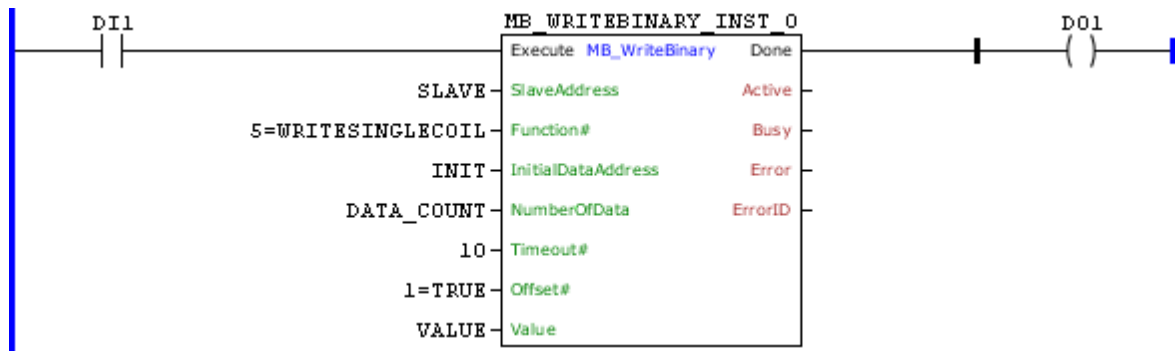 DI1 MB_WRITEBINARY_INST_0 DO1
Execute MB_WriteBinary Done
SLAVE SlaveAddress Active
5=WRITESINGLECOIL Function# Busy
INIT InitialDataAddress Error
DATA_COUNT NumberOfData ErrorID
10 Timeout#
1=TRUE Offset#
VALUE Value